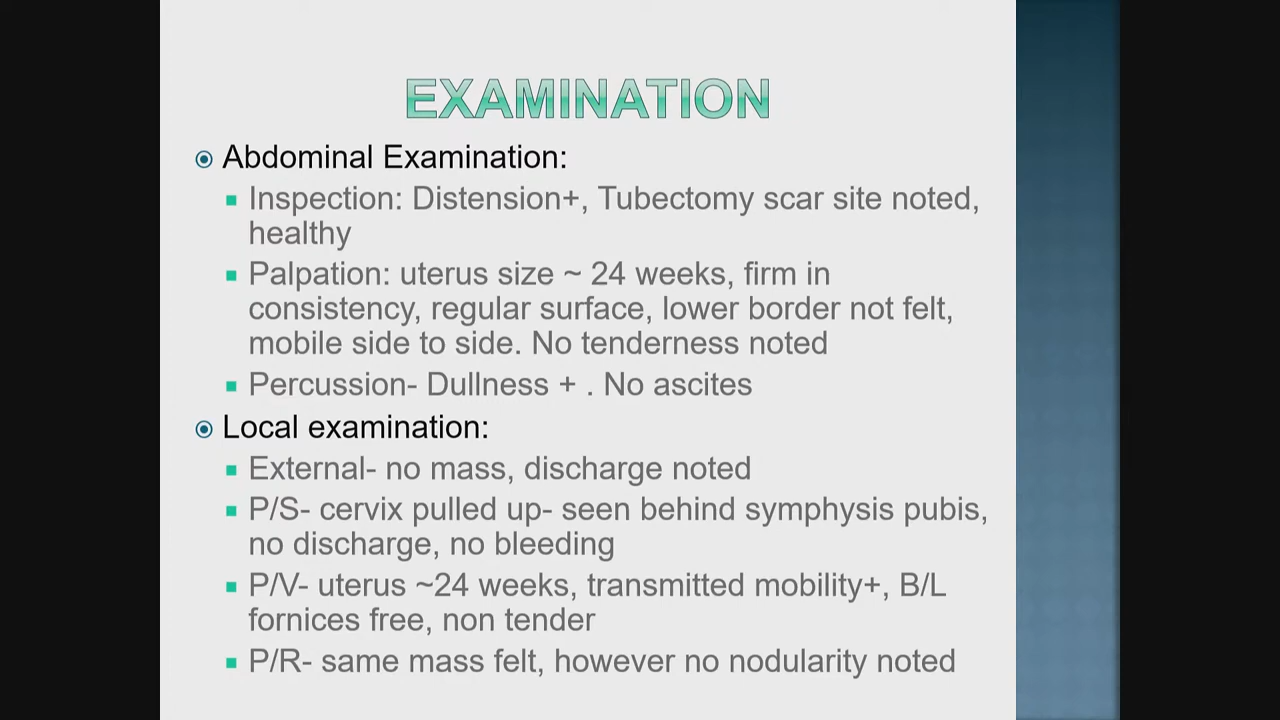 EXAMINATION
Abdominal Examination:
Inspection: Distension+, Tubectomy scar site noted,
healthy
Palpation: uterus size ~ 24 weeks, firm in
consistency, regular surface, lower border not felt,
mobile side to side. No tenderness noted
Percussion- Dullness + . No ascites
Local examination:
External- no mass, discharge noted
P/S- cervix pulled up- seen behind symphysis pubis,
no discharge, no bleeding
P/V- uterus ~24 weeks, transmitted mobility+, B/L
fornices free, non tender
P/R- same mass felt, however no nodularity noted